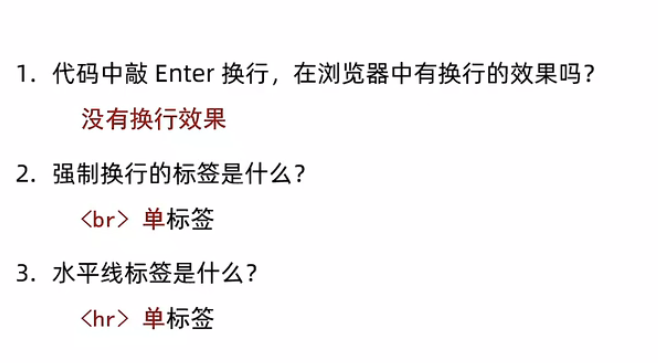 1. 代码中敲 Enter 换行，在浏览器中有换行的效果吗？
没有换行效果
2. 强制换行的标签是什么？
<br> 单标签
3. 水平线标签是什么？
<hr> 单标签